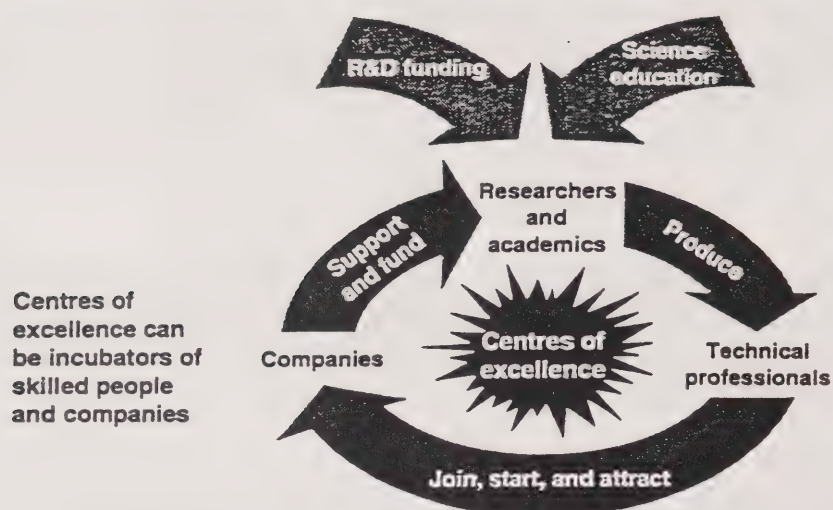 R&D funding
Science
education
Researchers
and
academics
Support
and fund
Produce
Centres of
excellence can
be incubators of
skilled people
and companies
Companies
Centres of
excellence
Technical
professionals
Join, start, and attract